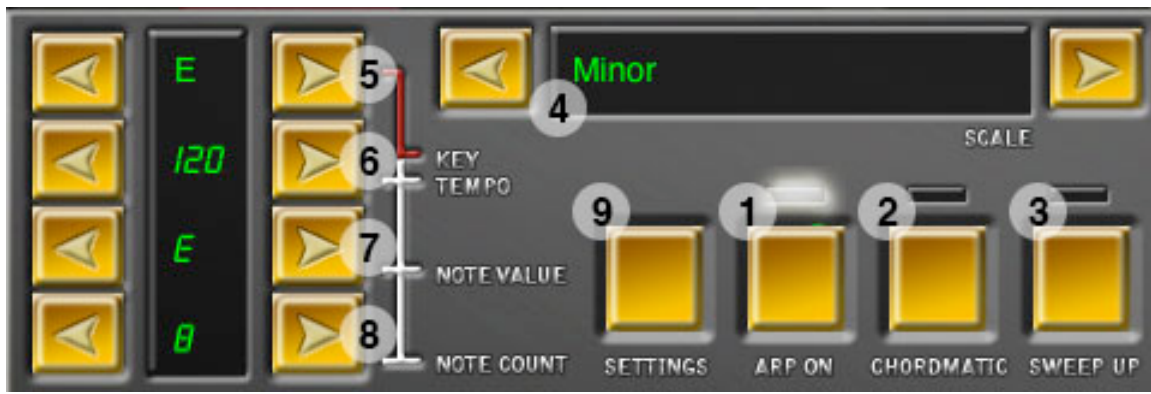 E
5
Minor
4
SCALE
120
6
KEY
TEMPO
9
1
2
3
E
7
NOTE VALUE
8
8
NOTE COUNT
SETTINGS
ARP ON
CHORDMATIC
SWEEP UP